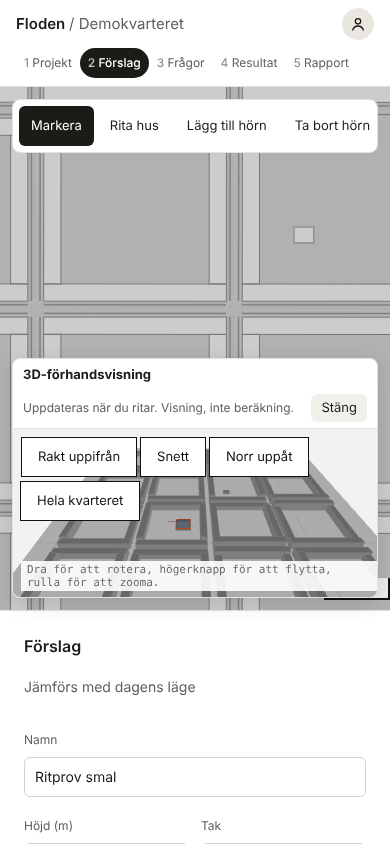 Floden / Demokvarteret
1 Projekt 2 Förslag 3 Frågor 4 Resultat 5 Rapport
Markera Rita hus Lägg till hörn Ta bort hörn
3D-förhandsvisning
Uppdateras när du ritar. Visning, inte beräkning. Stäng
Rakt uppifrån Snett Norr uppåt
Hela kvarteret
Dra för att rotera, högerknapp för att flytta,
rulla för att zooma.
Förslag
Jämförs med dagens läge
Namn
Ritprov smal
Höjd (m) Tak